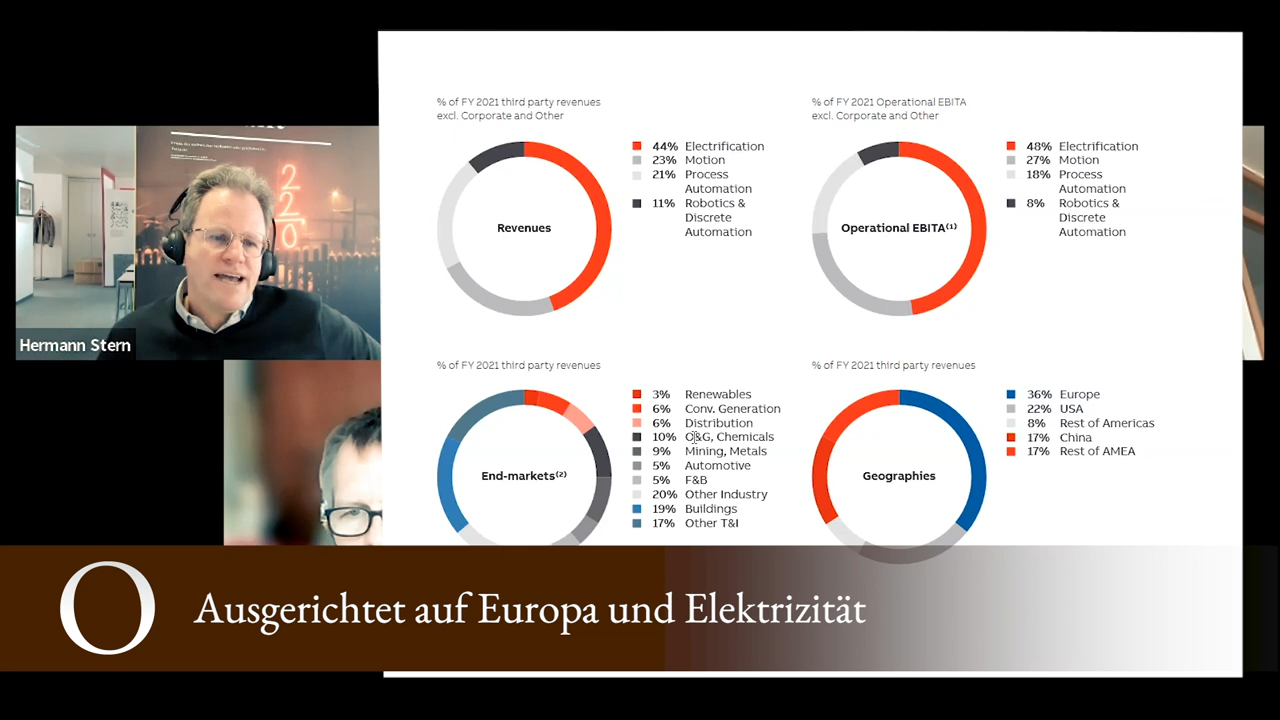 % of FY 2021 third party revenues
excl. Corporate and Other
Revenues
44% Electrification
23% Motion
21% Process
Automation
11% Robotics &
Discrete
Automation
% of FY 2021 Operational EBITA
excl. Corporate and Other
Operational EBITA(1)
48% Electrification
27% Motion
18% Process
Automation
8% Robotics &
Discrete
Automation
2
2
0
Hermann Stern
% of FY 2021 third party revenues
End-markets(2)
3% Renewables
6% Conv. Generation
6% Distribution
10% O&G, Chemicals
9% Mining, Metals
5% Automotive
5% F&B
20% Other Industry
19% Buildings
17% Other T&I
% of FY 2021 third party revenues
Geographies
36% Europe
22% USA
8% Rest of Americas
17% China
17% Rest of AMEA
O
Ausgerichtet auf Europa und Elektrizität